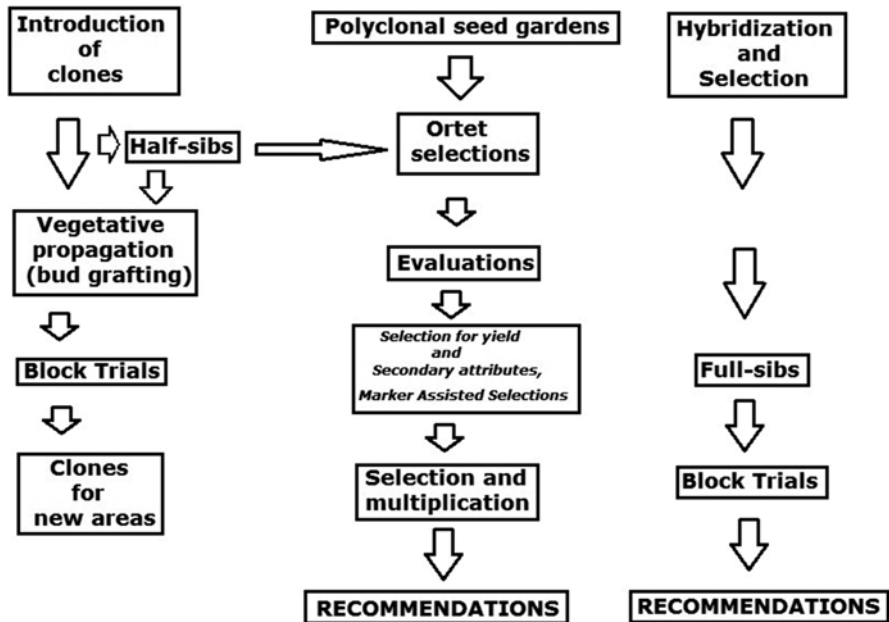 Introduction
of
clones
Half-sibs
Vegetative
propagation
(bud grafting)
Block Trials
Clones
for
new areas
Polyclonal seed gardens
Ortet
selections
Evaluations
Selection for yield
and
Secondary attributes,
Marker Assisted Selections
Selection and
multiplication
RECOMMENDATIONS
Hybridization
and
Selection
Full-sibs
Block Trials
RECOMMENDATIONS